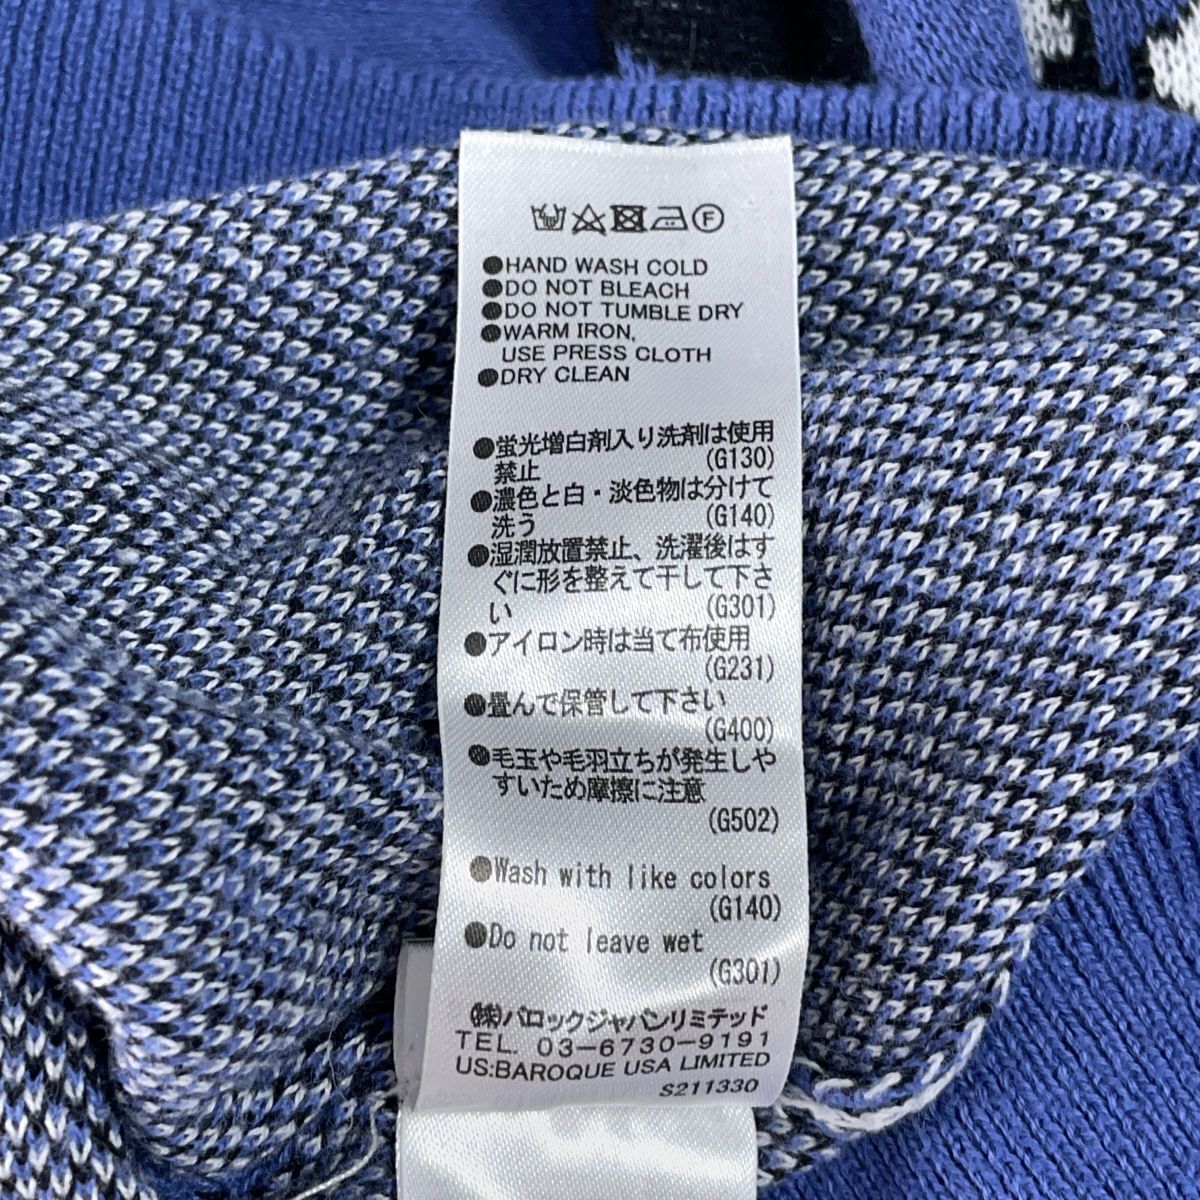 Ⓕ
●HAND WASH COLD
●DO NOT BLEACH
●DO NOT TUMBLE DRY
●WARM IRON,
USE PRESS CLOTH
●DRY CLEAN
●蛍光増白剤入り洗剤は使用
禁止 (G130)
●濃色と白・淡色物は分けて
洗う (G140)
●湿潤放置禁止、洗濯後はす
ぐに形を整えて干して下さ
い (G301)
●アイロン時は当て布使用
(G231)
●畳んで保管して下さい
(G400)
●毛玉や毛羽立ちが発生しや
すいため摩擦に注意
(G502)
●Wash with like colors
(G140)
●Do not leave wet
(G301)
㈱バロックジャパンリミテッド
TEL. 03-6730-9191
US:BAROQUE USA LIMITED
S211330